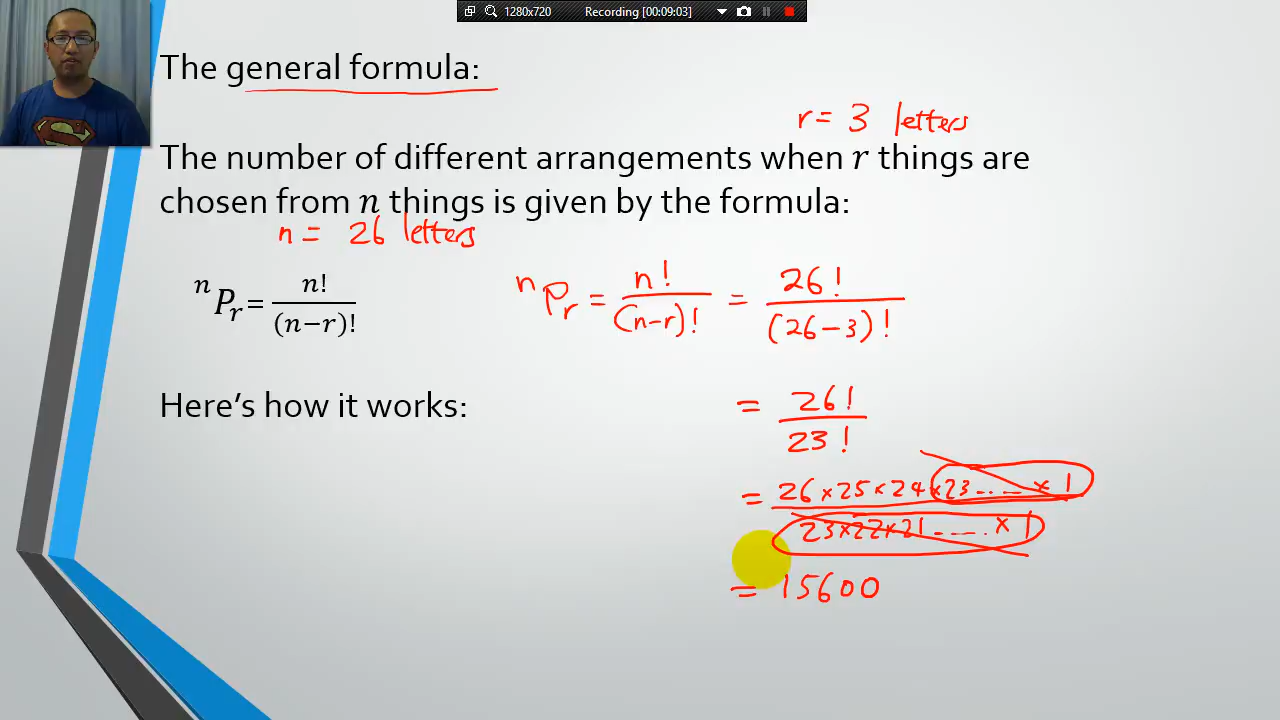 1280x720 Recording [00:09:03]
The general formula:
r = 3 letters
The number of different arrangements when r things are
chosen from n things is given by the formula:
n = 26 letters
ⁿPᵣ = n!/(n−r)!
ⁿPᵣ = n!/(n-r)! = 26!/(26-3)!
Here's how it works:
= 26!/23!
= 26×25×24×23......×1/23×22×21......×1
= 15600